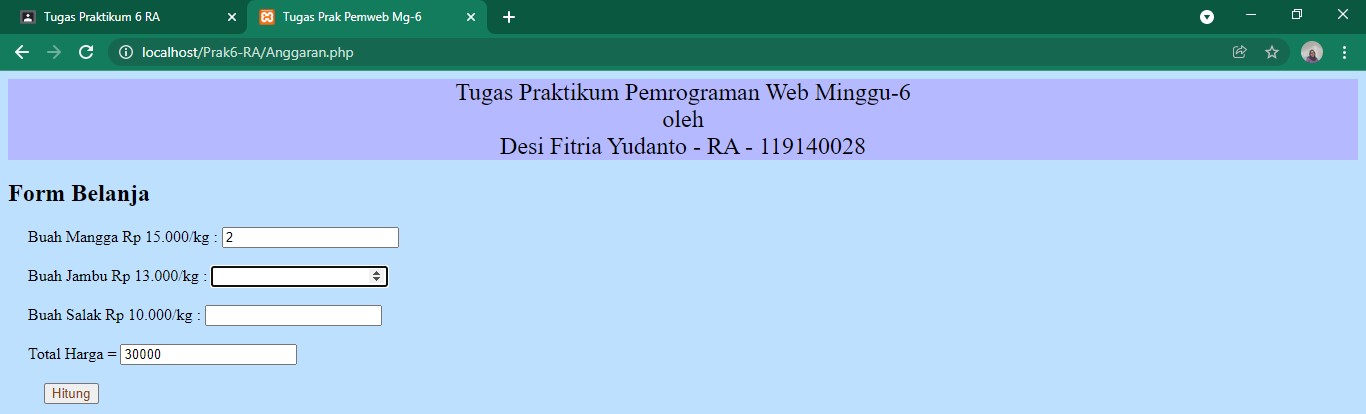 Tugas Praktikum 6 RA
Tugas Prak Pemweb Mg-6
localhost/Prak6-RA/Anggaran.php
Tugas Praktikum Pemrograman Web Minggu-6
oleh
Desi Fitria Yudanto - RA - 119140028
Form Belanja
Buah Mangga Rp 15.000/kg : 2
Buah Jambu Rp 13.000/kg :
Buah Salak Rp 10.000/kg :
Total Harga = 30000
Hitung